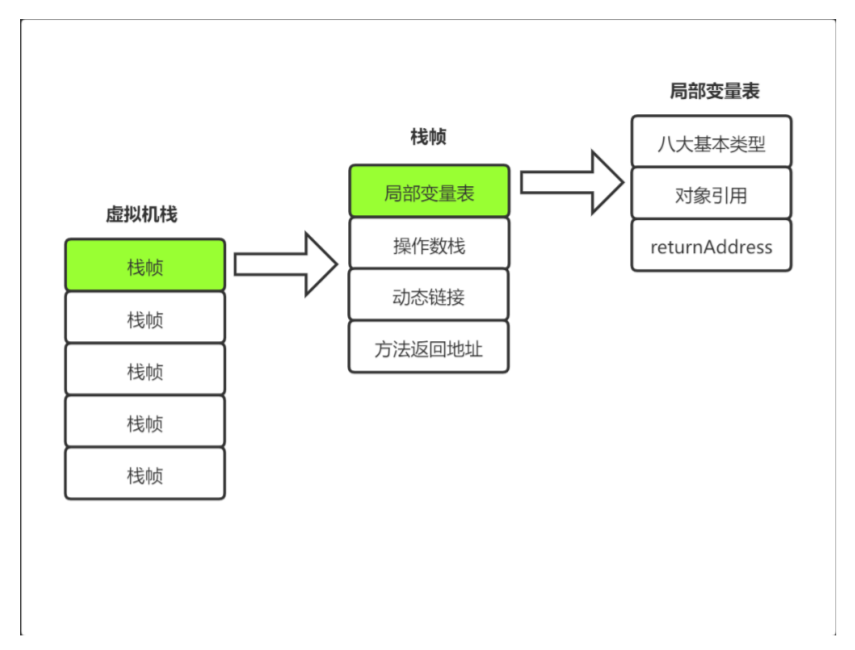 虚拟机栈
栈帧
栈帧
栈帧
栈帧
栈帧
栈帧
局部变量表
操作数栈
动态链接
方法返回地址
局部变量表
八大基本类型
对象引用
returnAddress